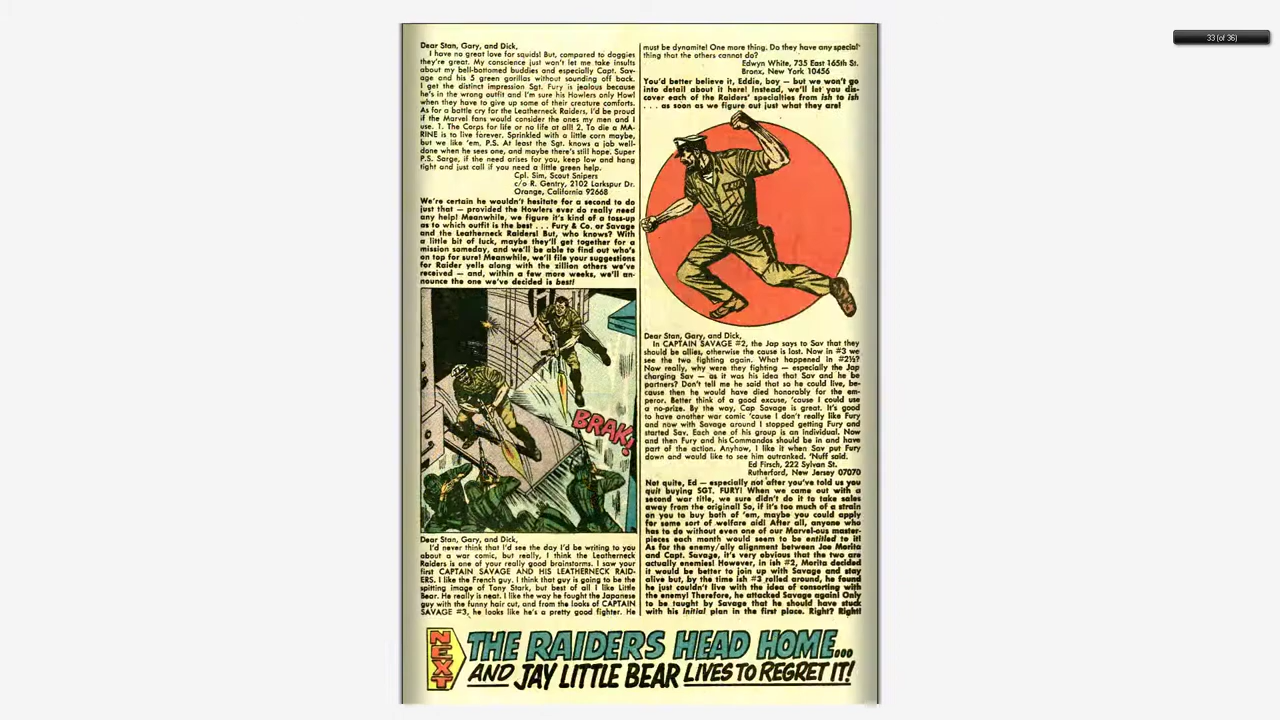 33 (of 36)
Dear Stan, Gary, and Dick,
I have no great love for squids! But, compared to doggies
they're great. My conscience just won't let me take insults
about my bell-bottomed buddies and especially Capt. Sav-
age and his 5 green gorillas without sounding off back.
I get the distinct impression Sgt. Fury is jealous because
he's in the wrong outfit and I'm sure his Howlers only Howl
when they have to give up some of their creature comforts.
As for a battle cry for the Leatherneck Raiders, I'd be proud
if the Marvel fans would consider the ones my men and I
use. 1. The Corps for life or no life at all! 2. To die a MA-
RINE is to live forever. Sprinkled with a little corn maybe,
but we like 'em. P.S. At least the Sgt. knows a job well-
done when he sees one, and maybe there's still hope. Super
P.S. Sarge, if the need arises for you, keep low and hang
tight and just call if you need a little green help.
Cpl. Sim, Scout Snipers
c/o R. Gentry, 2102 Larkspur Dr.
Orange, California 92668
We're certain he wouldn't hesitate for a second to do
just that — provided the Howlers ever do really need
any help! Meanwhile, we figure it's kind of a toss-up
as to which outfit is the best . . . Fury & Co. or Savage
and the Leatherneck Raiders! But, who knows? With
a little bit of luck, maybe they'll get together for a
mission someday, and we'll be able to find out who's
on top for sure! Meanwhile, we'll file your suggestions
for Raider yells along with the zillion others we've
received — and, within a few more weeks, we'll an-
nounce the one we've decided is best!
BRAK!
Dear Stan, Gary, and Dick,
I'd never think that I'd see the day I'd be writing to you
about a war comic, but really, I think the Leatherneck
Raiders is one of your really good brainstorms. I saw your
first CAPTAIN SAVAGE AND HIS LEATHERNECK RAID-
ERS. I like the French guy. I think that guy is going to be the
spitting image of Tony Stark, but best of all I like Little
Bear. He really is neat. I like the way he fought the Japanese
guy with the funny hair cut, and from the looks of CAPTAIN
SAVAGE #3, he looks like he's a pretty good fighter. He
must be dynamite! One more thing. Do they have any special
thing that the others cannot do?
Edwyn White, 735 East 165th St.
Bronx, New York 10456
You'd better believe it, Eddie, boy — but we won't go
into detail about it here! Instead, we'll let you dis-
cover each of the Raiders' specialties from ish to ish
. . . as soon as we figure out just what they are!
Dear Stan, Gary, and Dick,
In CAPTAIN SAVAGE #2, the Jap says to Sav that they
should be allies, otherwise the cause is lost. Now in #3 we
see the two fighting again. What happened in #2½?
Now really, why were they fighting — especially the Jap
charging Sav — as it was his idea that Sav and he be
partners? Don't tell me he said that so he could live, be-
cause then he would have died honorably for the em-
peror. Better think of a good excuse, 'cause I could use
a no-prize. By the way, Cap Savage is great. It's good
to have another war comic 'cause I don't really like Fury
and now with Savage around I stopped getting Fury and
started Sav. Each one of his group is an individual. Now
and then Fury and his Commandos should be in and have
part of the action. Anyhow, I like it when Sav put Fury
down and would like to see him outranked. 'Nuff said.
Ed Firsch, 222 Sylvan St.
Rutherford, New Jersey 07070
Not quite, Ed — especially not after you've told us you
quit buying SGT. FURY! When we came out with a
second war title, we sure didn't do it to take sales
away from the original! So, if it's too much of a strain
on you to buy both of 'em, maybe you could apply
for some sort of welfare aid! After all, anyone who
has to do without even one of our Marvel-ous master-
pieces each month would seem to be entitled to it!
As for the enemy/ally alignment between Joe Morita
and Capt. Savage, it's very obvious that the two are
actually enemies! However, in ish #2, Morita decided
it would be better to join up with Savage and stay
alive but, by the time ish #3 rolled around, he found
he just couldn't live with the idea of consorting with
the enemy! Therefore, he attacked Savage again! Only
to be taught by Savage that he should have stuck
with his initial plan in the first place. Right? Right!
NEXT
THE RAIDERS HEAD HOME...
AND JAY LITTLE BEAR LIVES TO REGRET IT!